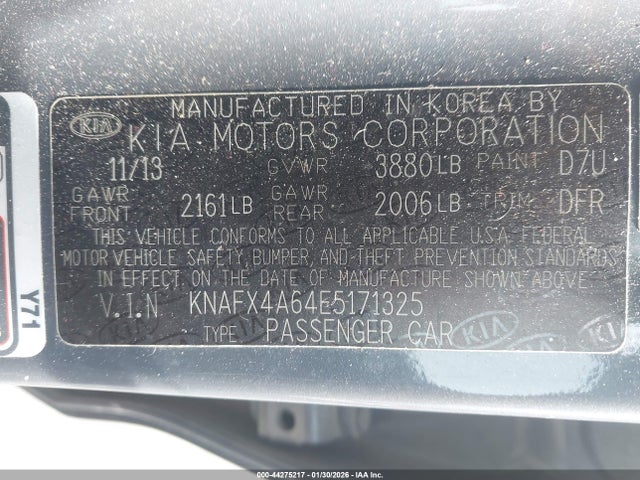 MANUFACTURED IN KOREA BY
KIA KIA MOTORS CORPORATION
11/13 GVWR 3880LB PAINT D7U
GAWR FRONT 2161LB GAWR REAR 2006LB TRIM DFR
THIS VEHICLE CONFORMS TO ALL APPLICABLE U.S.A. FEDERAL
MOTOR VEHICLE SAFETY, BUMPER, AND THEFT PREVENTION STANDARDS
IN EFFECT ON THE DATE OF MANUFACTURE SHOWN ABOVE
V.I.N KNAFX4A64E5171325
TYPE: PASSENGER CAR
Y71
000-44275217 - 01/30/2026 - IAA Inc.